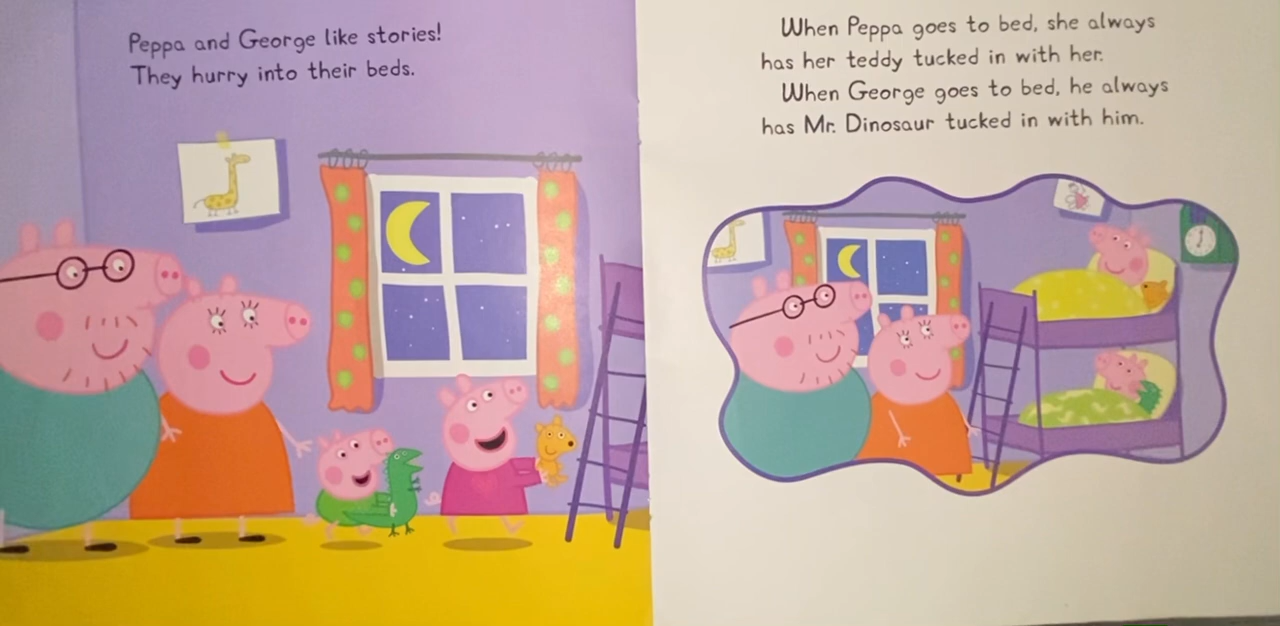 Peppa and George like stories!
They hurry into their beds.
When Peppa goes to bed, she always
has her teddy tucked in with her.
When George goes to bed, he always
has Mr. Dinosaur tucked in with him.